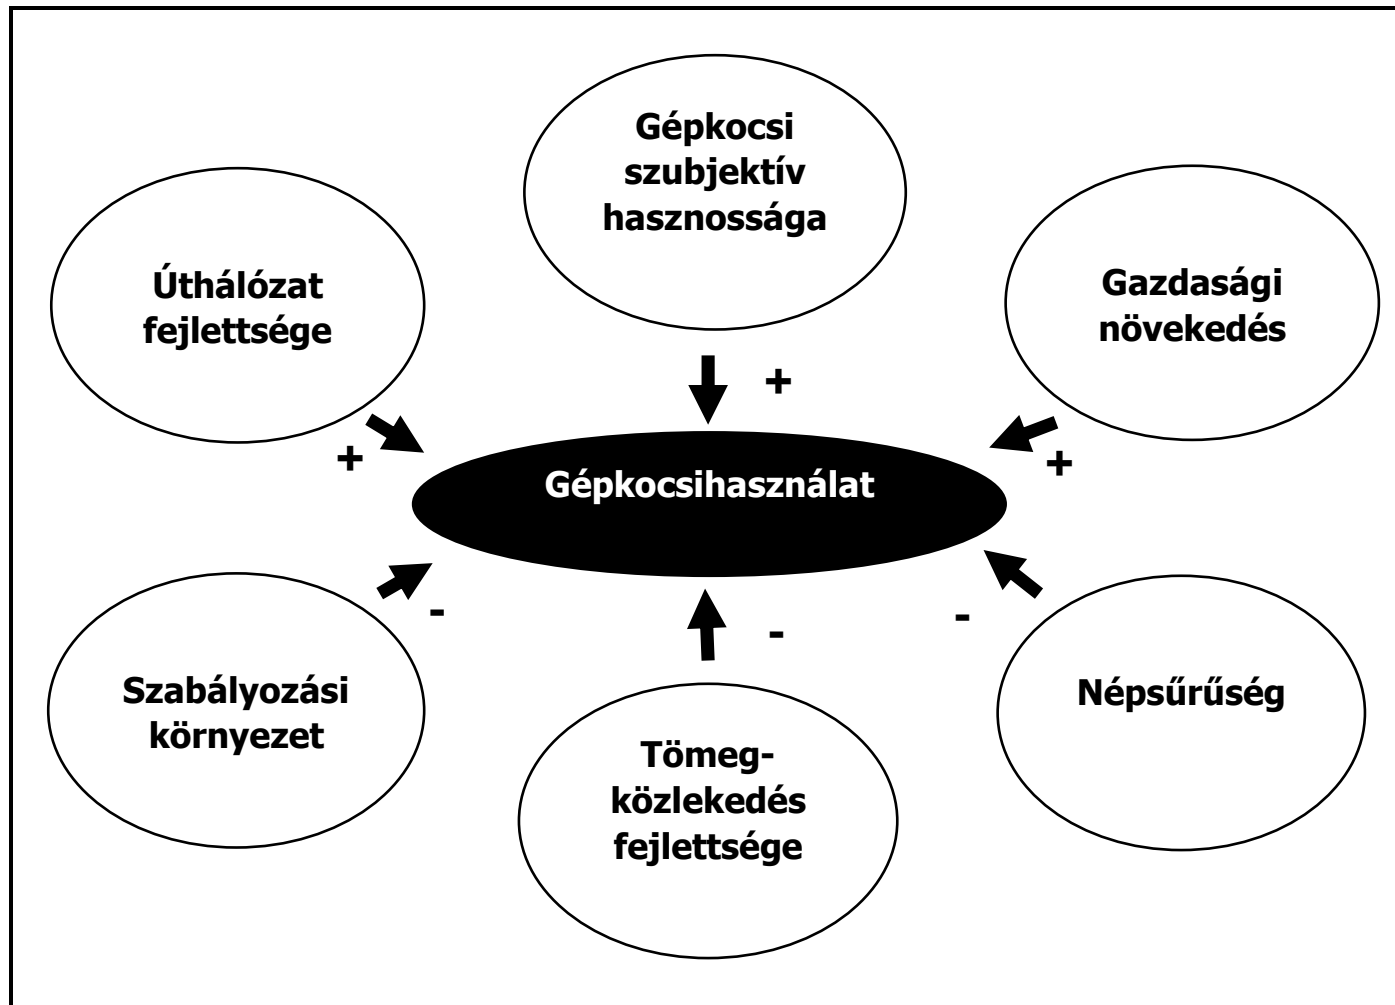 Gépkocsi
szubjektív
hasznossága
Úthálózat
fejlettsége
Gazdasági
növekedés
+
+
+
Gépkocsihasználat
-
-
-
Szabályozási
környezet
Tömeg-
közlekedés
fejlettsége
Népsűrűség